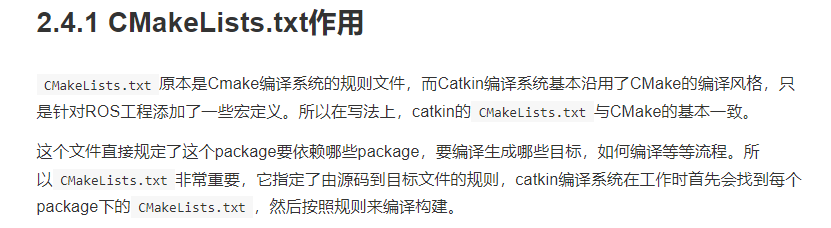 2.4.1 CMakeLists.txt作用
CMakeLists.txt 原本是Cmake编译系统的规则文件，而Catkin编译系统基本沿用了CMake的编译风格，只
是针对ROS工程添加了一些宏定义。所以在写法上，catkin的 CMakeLists.txt 与CMake的基本一致。
这个文件直接规定了这个package要依赖哪些package，要编译生成哪些目标，如何编译等等流程。所
以 CMakeLists.txt 非常重要，它指定了由源码到目标文件的规则，catkin编译系统在工作时首先会找到每个
package下的 CMakeLists.txt ，然后按照规则来编译构建。